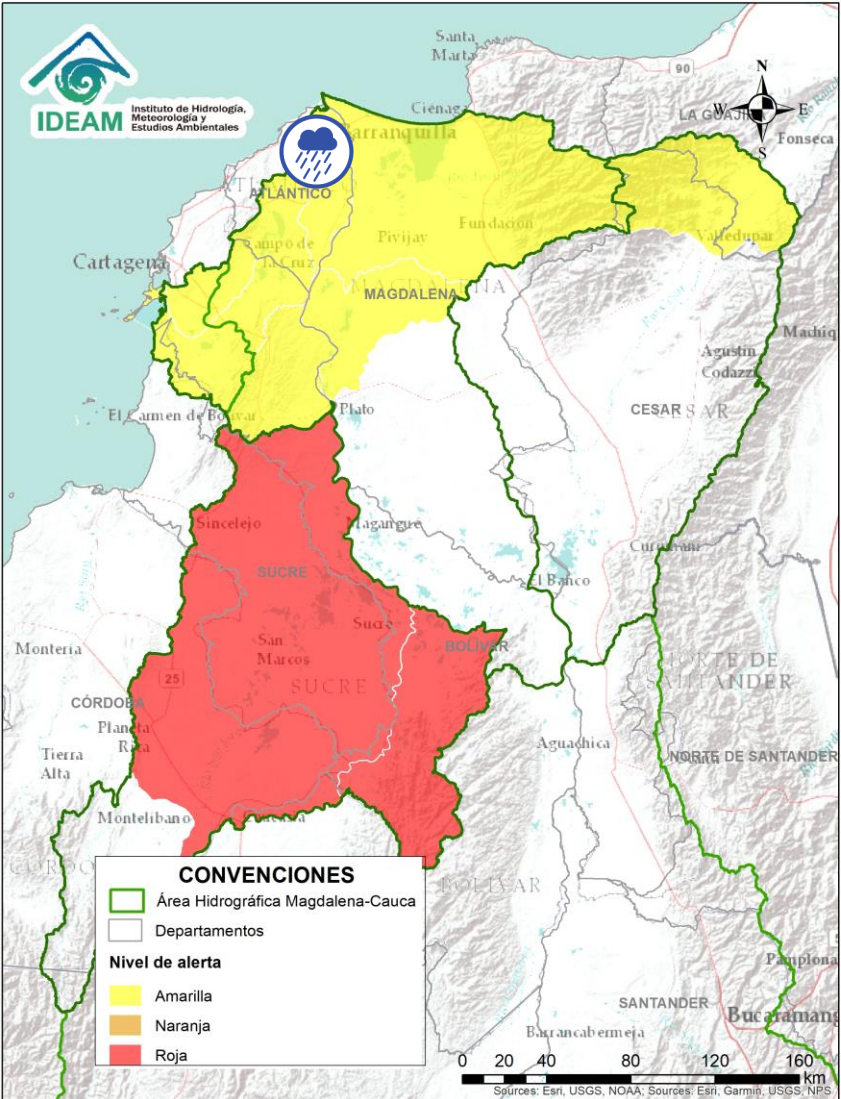 IDEAM
Instituto de Hidrología,
Meteorología y
Estudios Ambientales
Santa
Marta
90
N
W
E
S
Ciénaga
LA GUAJIRA
Fonseca
Barranquilla
ATLÁNTICO
Campo de
la Cruz
Pivijay
Fundación
Valledupar
Cartagena
MAGDALENA
MAGDALENA
Agustín
Codazzi
Machiq
El Carmen de Bolívar
Plato
CESAR
CESAR
Sincelejo
Magangué
Curumaní
SUCRE
El Banco
Sucre
BOLÍVAR
Montería
San
Marcos
SUCRE
25
NORTE DE
SANTANDER
CÓRDOBA
Planeta
Rica
Tierra
Alta
Aguachica
NORTE DE SANTANDER
Montelíbano
BOLÍVAR
CONVENCIONES
Área Hidrográfica Magdalena-Cauca
Departamentos
Nivel de alerta
Amarilla
Naranja
Roja
Pamplona
SANTANDER
Bucaramang
Barrancabermeja
0 20 40 80 120 160
km
Sources: Esri, USGS, NOAA; Sources: Esri, Garmin, USGS, NPS